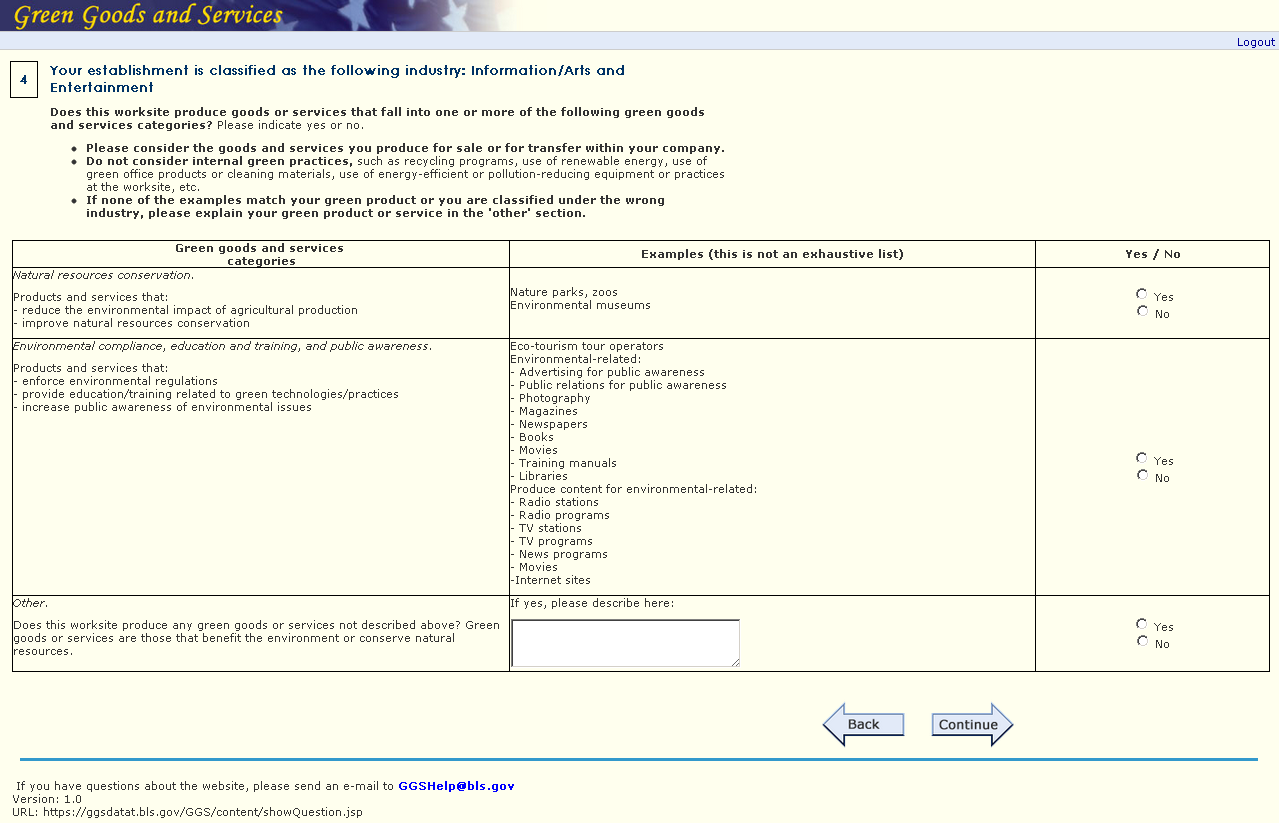 Green Goods and Services
Logout
4
Your establishment is classified as the following industry: Information/Arts and
Entertainment
Does this worksite produce goods or services that fall into one or more of the following green goods
and services categories? Please indicate yes or no.
• Please consider the goods and services you produce for sale or for transfer within your company.
• Do not consider internal green practices, such as recycling programs, use of renewable energy, use of
green office products or cleaning materials, use of energy-efficient or pollution-reducing equipment or practices
at the worksite, etc.
• If none of the examples match your green product or you are classified under the wrong
industry, please explain your green product or service in the 'other' section.
Green goods and services
categories
Examples (this is not an exhaustive list)
Yes / No
Natural resources conservation.
Products and services that:
- reduce the environmental impact of agricultural production
- improve natural resources conservation
Nature parks, zoos
Environmental museums
Yes
No
Environmental compliance, education and training, and public awareness.
Products and services that:
- enforce environmental regulations
- provide education/training related to green technologies/practices
- increase public awareness of environmental issues
Eco-tourism tour operators
Environmental-related:
- Advertising for public awareness
- Public relations for public awareness
- Photography
- Magazines
- Newspapers
- Books
- Movies
- Training manuals
- Libraries
Produce content for environmental-related:
- Radio stations
- Radio programs
- TV stations
- TV programs
- News programs
- Movies
-Internet sites
Yes
No
Other.
Does this worksite produce any green goods or services not described above? Green
goods or services are those that benefit the environment or conserve natural
resources.
If yes, please describe here:
Yes
No
Back
Continue
If you have questions about the website, please send an e-mail to GGSHelp@bls.gov
Version: 1.0
URL: https://ggsdatat.bls.gov/GGS/content/showQuestion.jsp